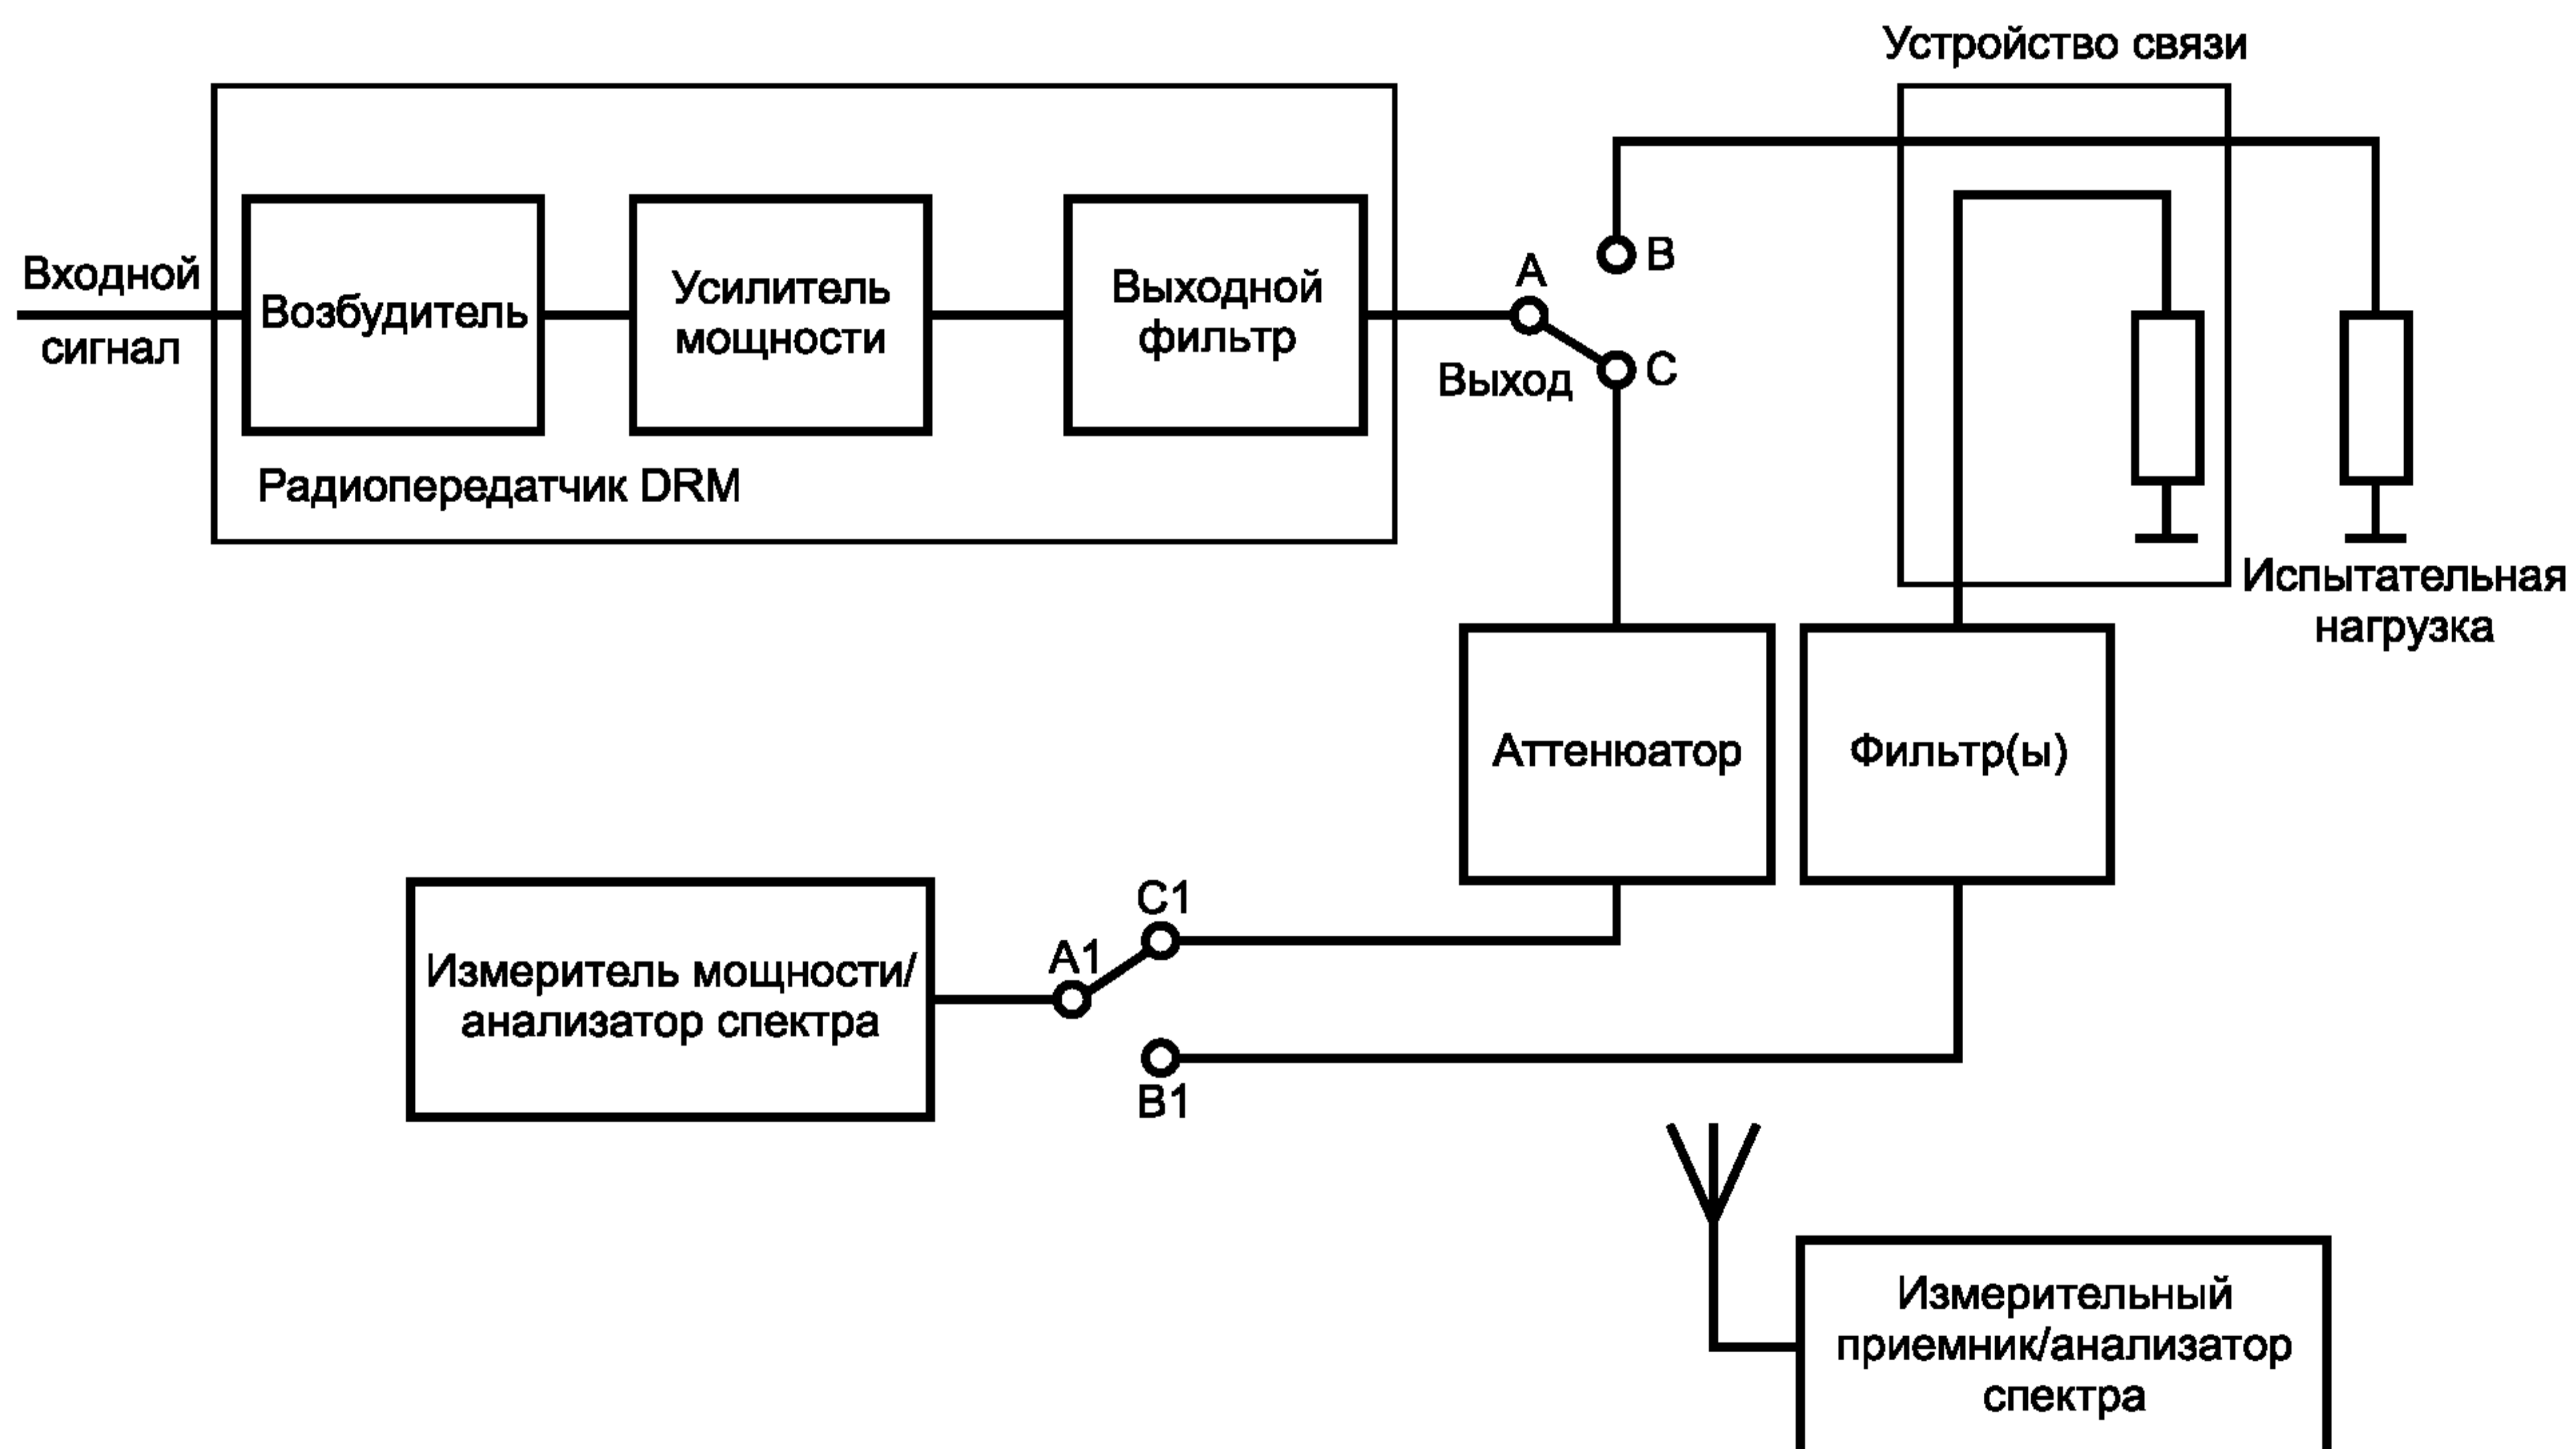 Устройство связи
Входной
сигнал
Возбудитель
Усилитель
мощности
Выходной
фильтр
Радиопередатчик DRM
A
B
C
Выход
Испытательная
нагрузка
Аттенюатор
Фильтр(ы)
Измеритель мощности/
анализатор спектра
C1
A1
B1
Измерительный
приемник/анализатор
спектра